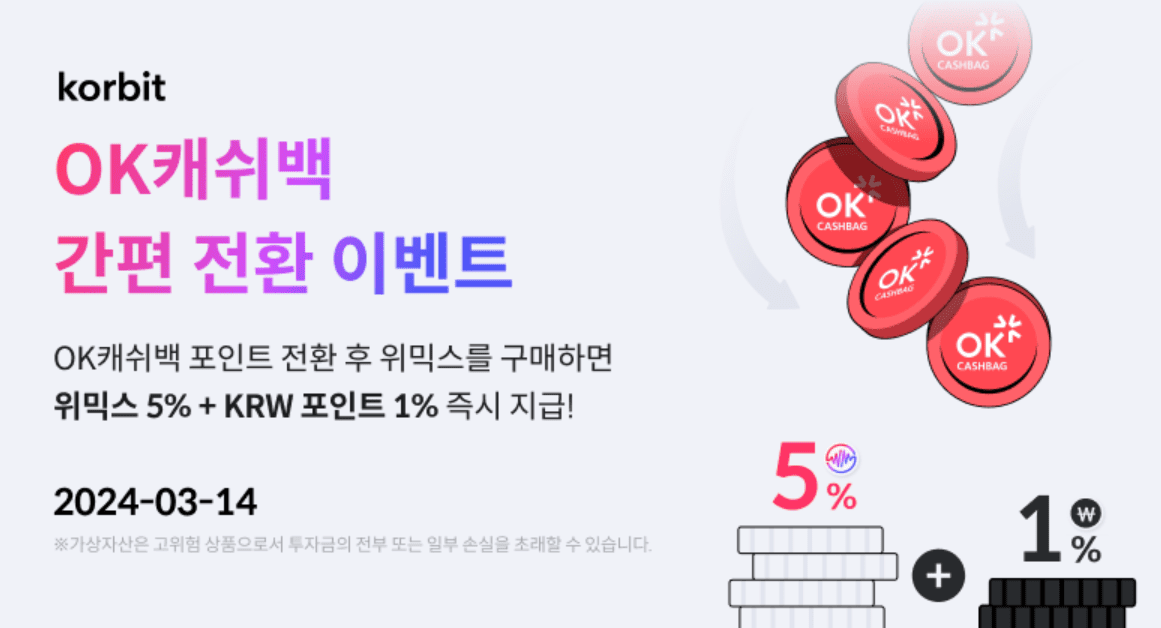 korbit
OK캐쉬백
간편 전환 이벤트
OK캐쉬백 포인트 전환 후 위믹스를 구매하면
위믹스 5% + KRW 포인트 1% 즉시 지급!
2024-03-14
※가상자산은 고위험 상품으로서 투자금의 전부 또는 일부 손실을 초래할 수 있습니다.
OK
CASHBAG
OK
CASHBAG
OK
CASHBAG
OK
CASHBAG
OK
CASHBAG
5%
+
1%
₩